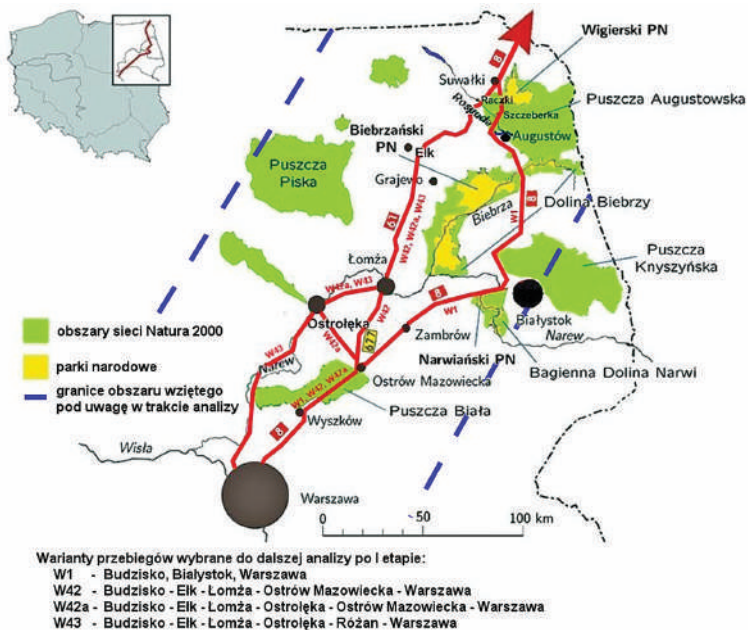 Wigierski PN
8
Suwałki
Raczki
Szczeberka
Puszcza Augustowska
Rospuda
Augustów
Biebrzański
PN
Ełk
Puszcza
Piska
Grajewo
Biebrza
8
Dolina Biebrzy
61
W42, W42a, W43
W1
Puszcza
Knyszyńska
Łomża
W42a, W43
8
W1
Ostrołęka
W42
677
W42a
Zambrów
Białystok
Narew
obszary sieci Natura 2000
W43
Narew
Narwiański PN
Bagienna Dolina Narwi
parki narodowe
Ostrów Mazowiecka
W1, W42, W42a
granice obszaru wziętego
pod uwagę w trakcie analizy
Puszcza Biała
Wyszków
8
Wisła
Warszawa
0 50 100 km
Warianty przebiegów wybrane do dalszej analizy po I etapie:
W1 - Budzisko, Białystok, Warszawa
W42 - Budzisko - Ełk - Łomża - Ostrów Mazowiecka - Warszawa
W42a - Budzisko - Ełk - Łomża - Ostrołęka - Ostrów Mazowiecka - Warszawa
W43 - Budzisko - Ełk - Łomża - Ostrołęka - Różan - Warszawa